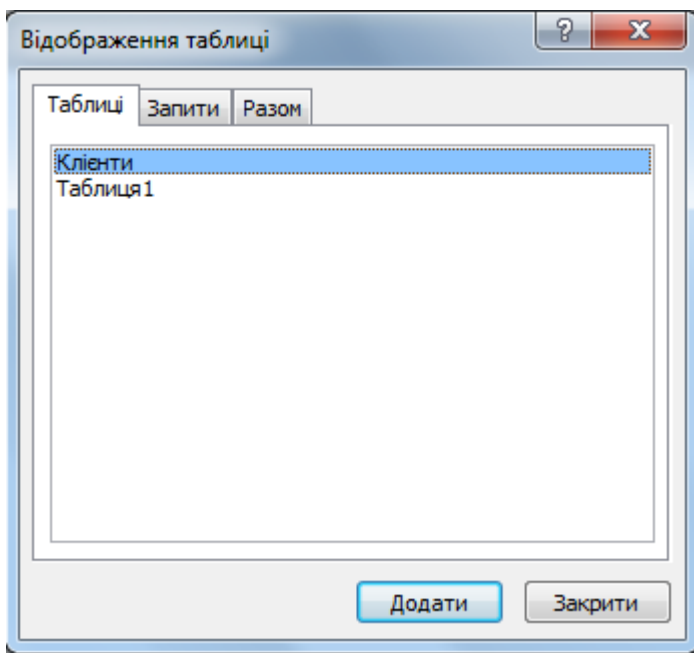 Відображення таблиці
Таблиці Запити Разом
Клієнти
Таблиця1
Додати Закрити